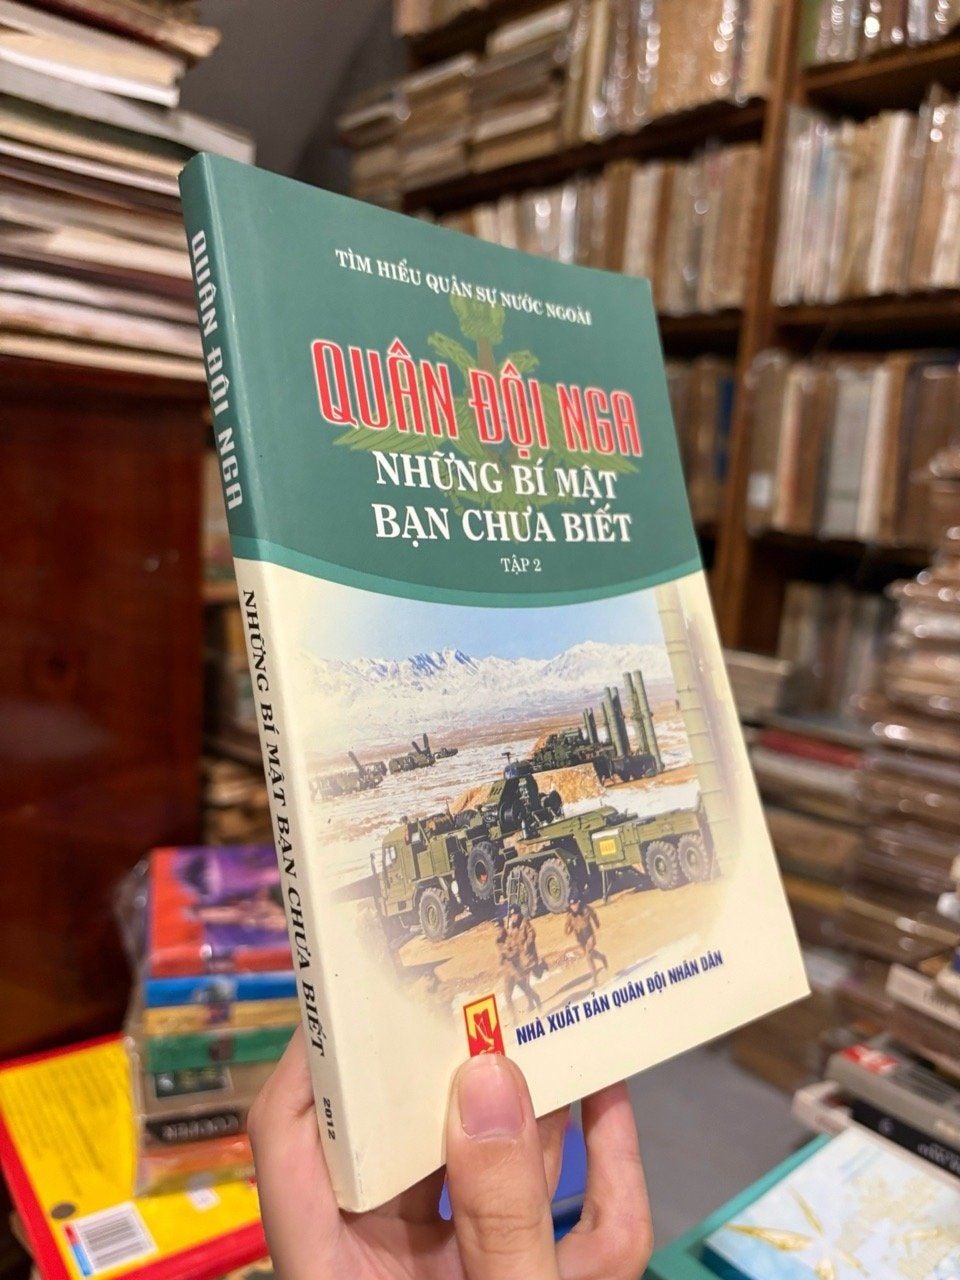 TÌM HIỂU QUÂN SỰ NƯỚC NGOÀI
QUÂN ĐỘI NGA
NHỮNG BÍ MẬT
BẠN CHƯA BIẾT
TẬP 2
NHÀ XUẤT BẢN QUÂN ĐỘI NHÂN DÂN
QUÂN ĐỘI NGA
NHỮNG BÍ MẬT BẠN CHƯA BIẾT
2012